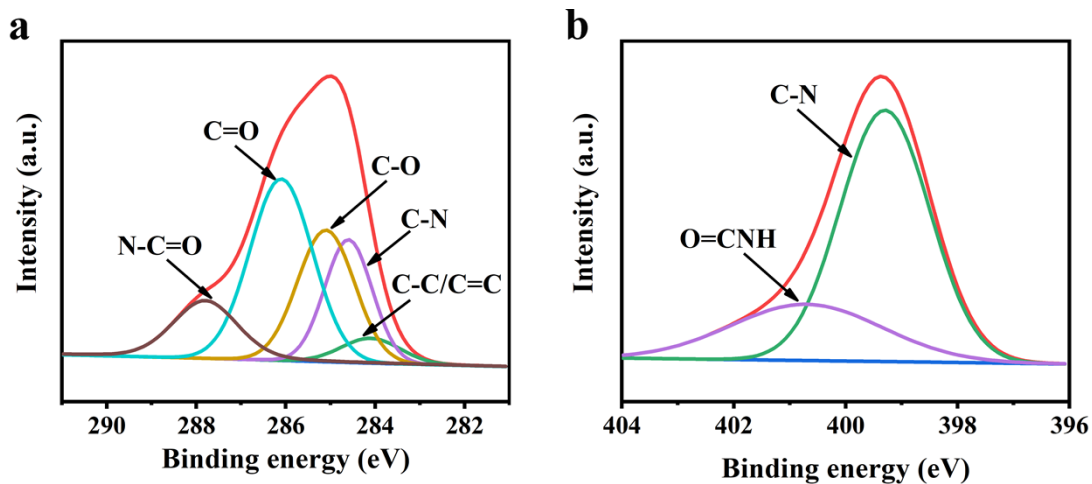 a
Intensity (a.u.)
C=O
C-O
C-N
N-C=O
C-C/C=C
290
288
286
284
282
Binding energy (eV)
b
Intensity (a.u.)
C-N
O=CNH
404
402
400
398
396
Binding energy (eV)